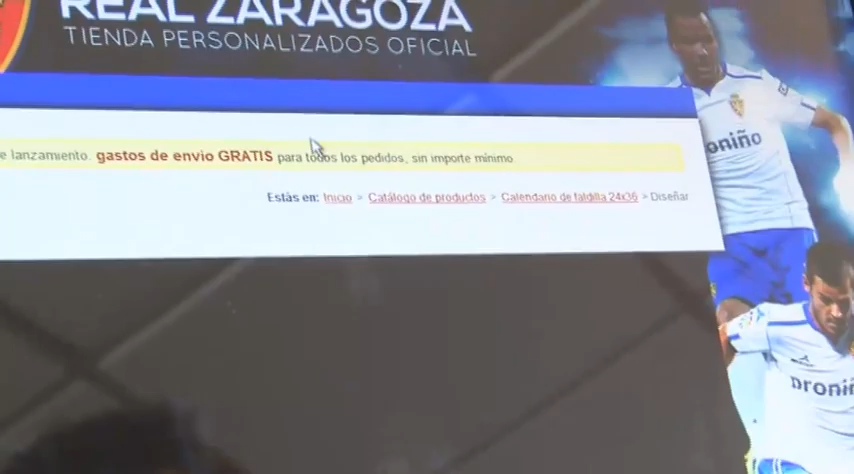 REAL ZARAGOZA
TIENDA PERSONALIZADOS OFICIAL
e lanzamiento. gastos de envio GRATIS para todos los pedidos, sin importe mínimo
Estás en: Inicio > Catálogo de productos > Calendario de faldilla 24x36 > Diseñar
oniño
proniño